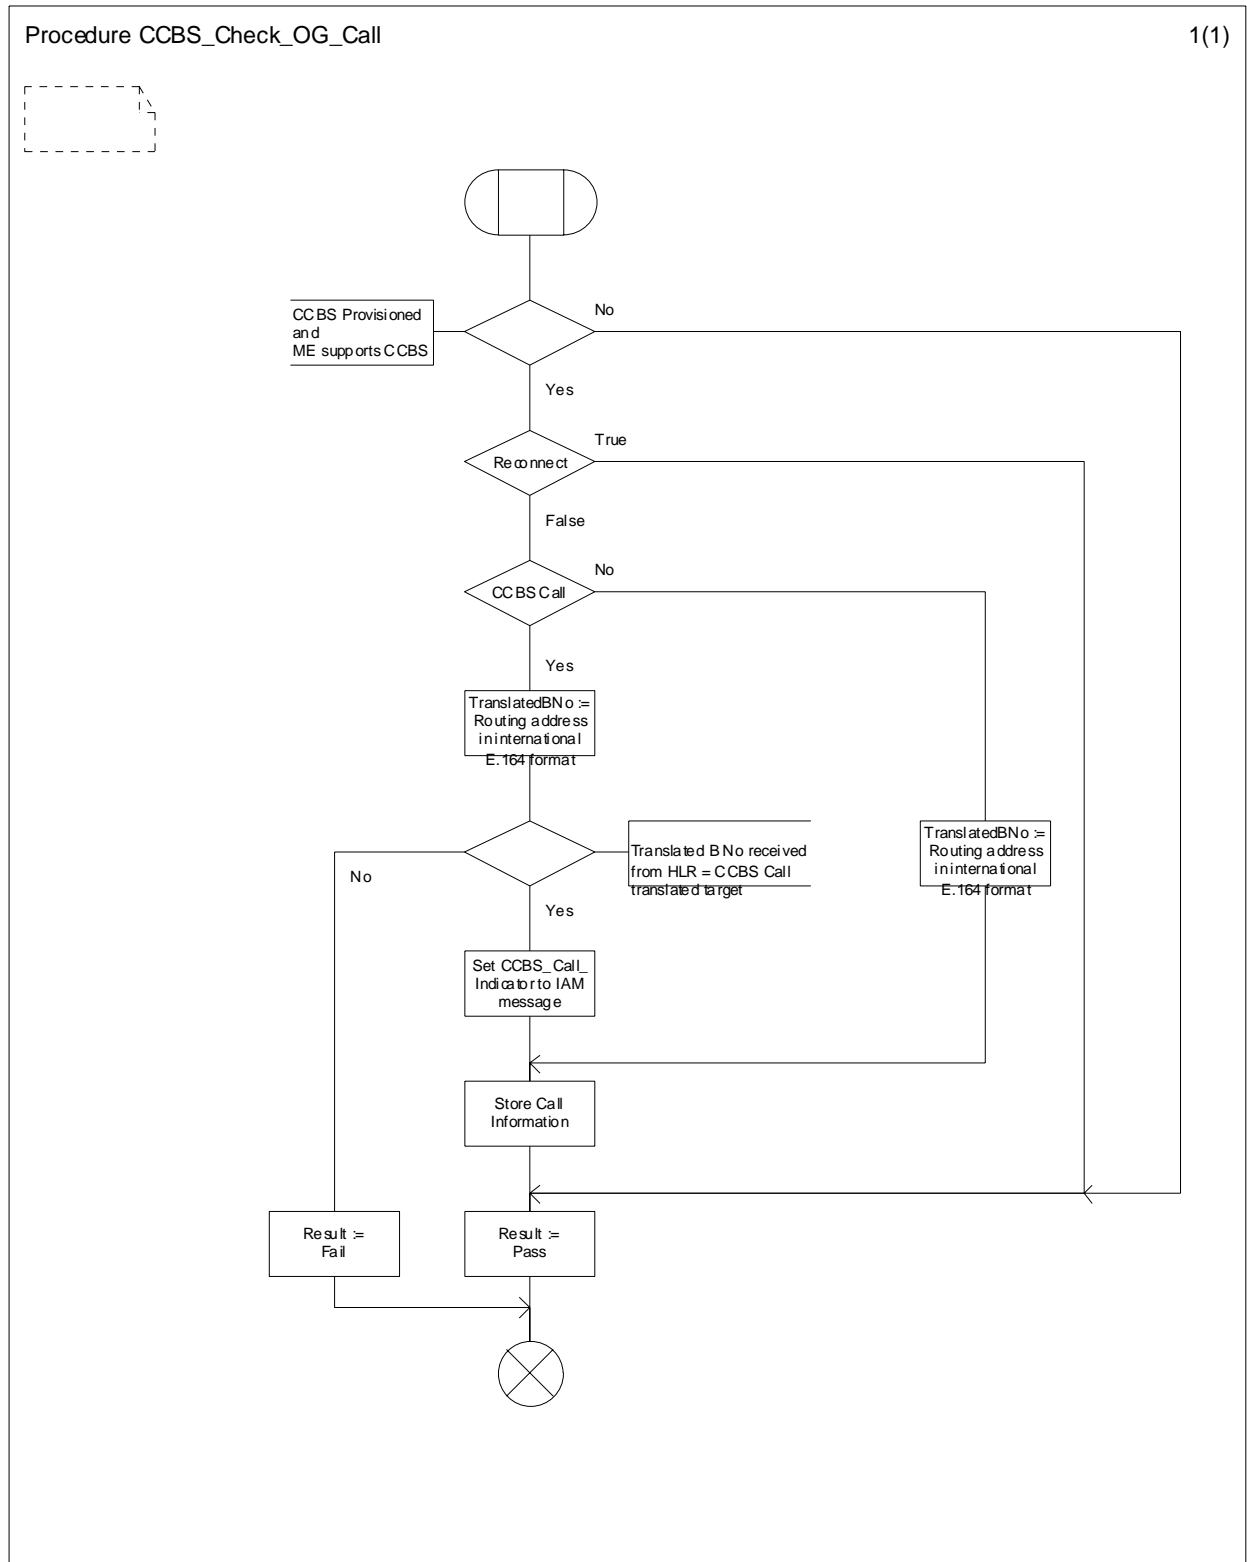 Procedure CCBS_Check_OG_Call
1(1)
CCBS Provisioned
and
ME supports CCBS
No
Yes
Reconnect
True
False
CCBS Call
No
Yes
TranslatedBNo :=
Routing address
in international
E.164 format
Translated BNo received
from HLR = CCBS Call
translated target
TranslatedBNo :=
Routing address
in international
E.164 format
No
Yes
Set CCBS_Call_
Indicator to IAM
message
Store Call
Information
Result :=
Fail
Result :=
Pass